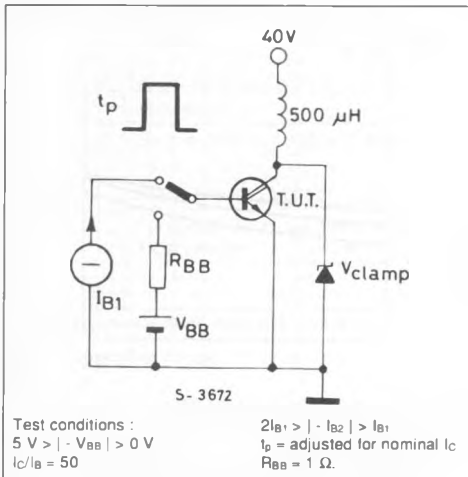 40V
tp
500 µH
T.U.T.
RBB
Vclamp
IB1
VBB
S-3672
Test conditions :
5 V > | - VBB | > 0 V
IC/IB = 50
2IB1 > | - IB2 | > IB1
tp = adjusted for nominal IC
RBB = 1 Ω.